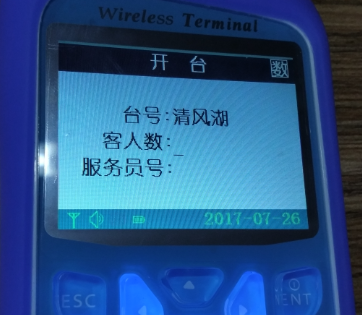 Wireless Terminal
开台 数
台号:清风湖
客人数:_
服务员号:
2017-07-26
ESC
ENT